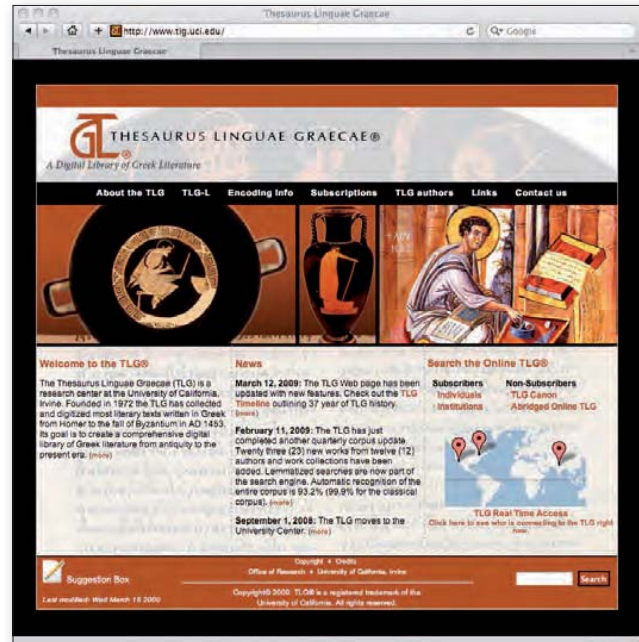 Thesaurus Linguae Graecae
http://www.tlg.uci.edu/
Google
Thesaurus Linguae Graecae
THESAURUS LINGUAE GRAECAE®
A Digital Library of Greek Literature
About the TLG TLG-L Encoding Info Subscriptions TLG authors Links Contact us
Welcome to the TLG®
The Thesaurus Linguae Graecae (TLG) is a
research center at the University of California,
Irvine. Founded in 1972 the TLG has collected
and digitized most literary texts written in Greek
from Homer to the fall of Byzantium in AD 1453.
Its goal is to create a comprehensive digital
library of Greek literature from antiquity to the
present era. (more)
News
March 12, 2009: The TLG Web page has been
updated with new features. Check out the TLG
Timeline outlining 37 year of TLG history.
(more)
February 11, 2009: The TLG has just
completed another quarterly corpus update.
Twenty three (23) new works from twelve (12)
authors and work collections have been
added. Lemmatized searches are now part of
the search engine. Automatic recognition of the
entire corpus is 93.2% (99.9% for the classical
corpus). (more)
September 1, 2008: The TLG moves to the
University Center. (more)
Search the Online TLG®
Subscribers Non-Subscribers
· Individuals · TLG Canon
· Institutions · Abridged Online TLG
TLG Real Time Access
Click here to see who is connecting to the TLG right
now.
Suggestion Box
Last modified: Wed March 18 2009
Copyright + Credits
Office of Research + University of California, Irvine
Copyright© 2009 TLG® is a registered trademark of the
University of California. All rights reserved.
Search